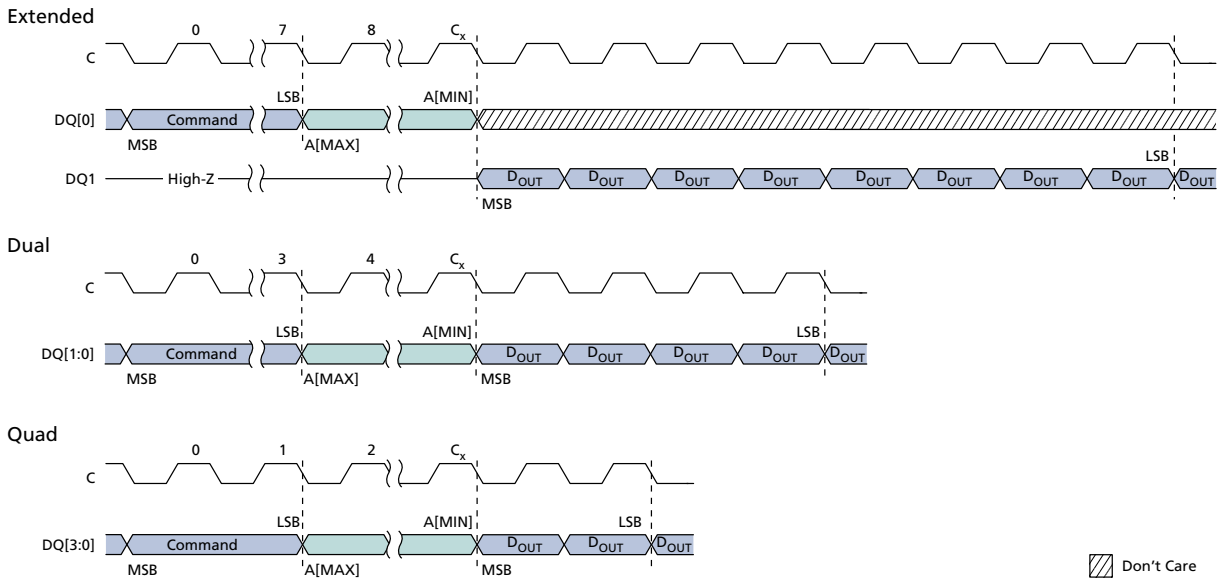 Extended
0 7 8 Cx
C
LSB A[MIN]
DQ[0] Command
MSB A[MAX]
LSB
DQ1 High-Z DOUT DOUT DOUT DOUT DOUT DOUT DOUT DOUT DOUT
MSB
Dual
0 3 4 Cx
C
LSB A[MIN] LSB
DQ[1:0] Command DOUT DOUT DOUT DOUT DOUT
MSB A[MAX] MSB
Quad
0 1 2 Cx
C
LSB A[MIN] LSB
DQ[3:0] Command DOUT DOUT DOUT
MSB A[MAX] MSB
Don't Care